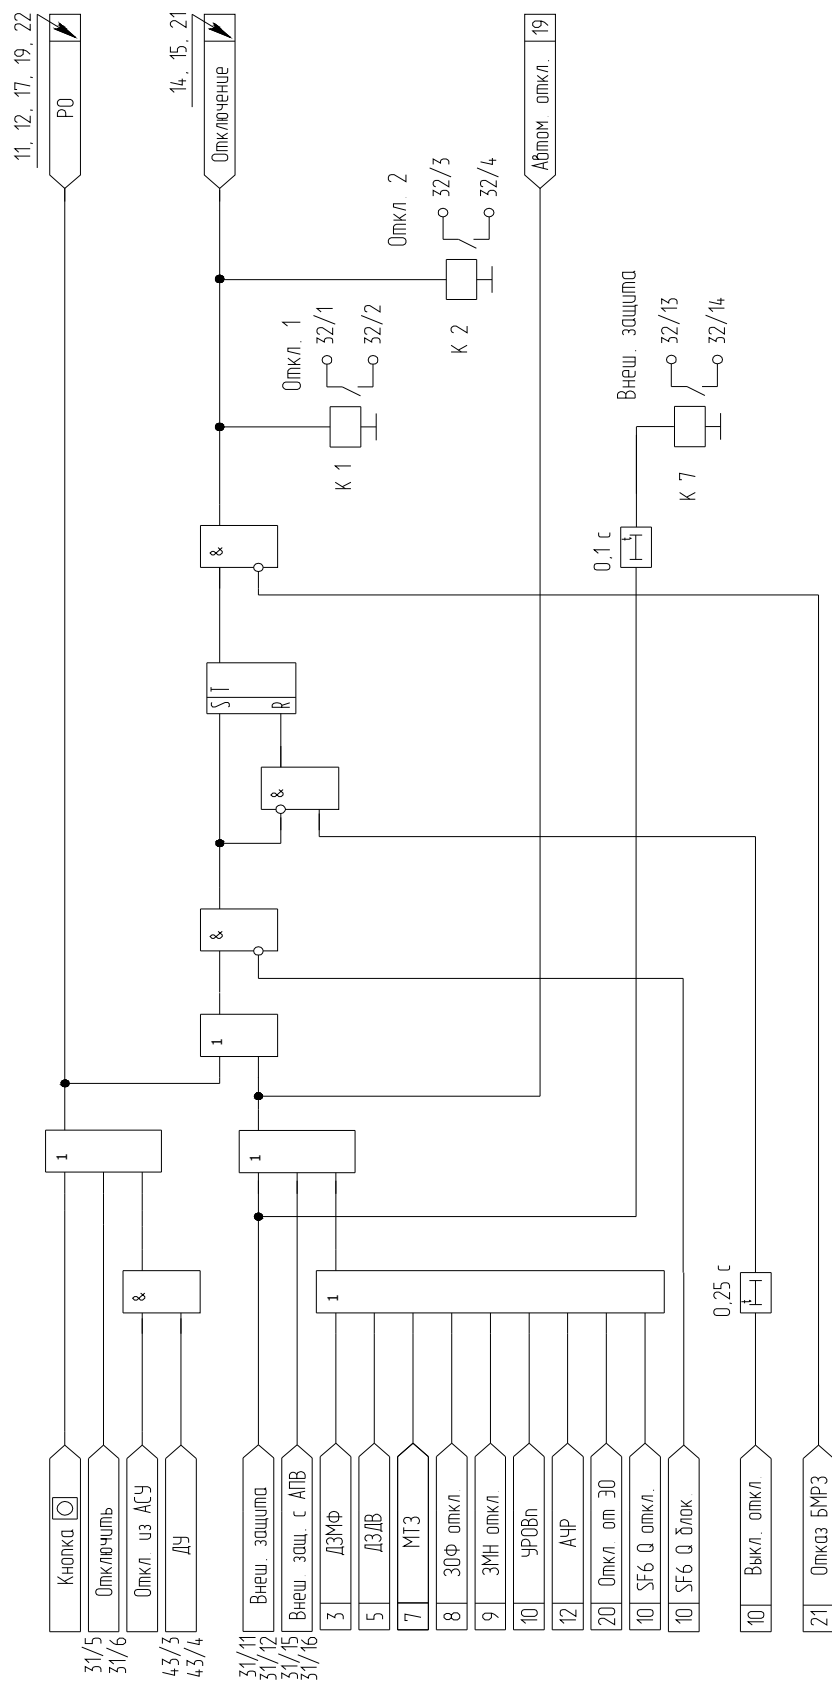 Кнопка
31/5
31/6
Отключить
Откл. из АСУ
43/3
43/4
ДУ
31/11
31/12
Внеш. защита
31/15
31/16
Внеш. защ. с АПВ
3 ДЗМФ
5 ДЗДВ
7 МТЗ
8 ЗОФ откл.
9 ЗМН откл.
10 УРОВп
12 АЧР
20 Откл. от ЭО
10 SF6 Q откл.
10 SF6 Q блок.
10 Выкл. откл.
21 Отказ БМРЗ
&
1
1
1
0,25 с
t
1
&
&
S T
R
&
0,1 с
t
К 1
Откл. 1
32/1
32/2
К 2
Откл. 2
32/3
32/4
К 7
Внеш. защита
32/13
32/14
РО
11, 12, 17, 19, 22
Отключение
14, 15, 21
Автом. откл. 19